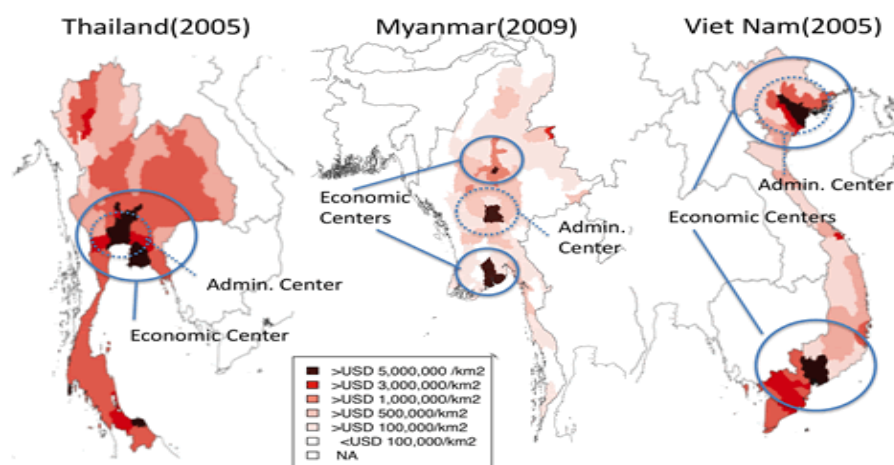 Thailand(2005)
Myanmar(2009)
Viet Nam(2005)
Economic
Centers
Admin.
Center
Admin. Center
Economic Centers
Admin. Center
Economic Center
>USD 5,000,000 /km2
>USD 3,000,000/km2
>USD 1,000,000/km2
>USD 500,000/km2
>USD 100,000/km2
<USD 100,000/km2
NA